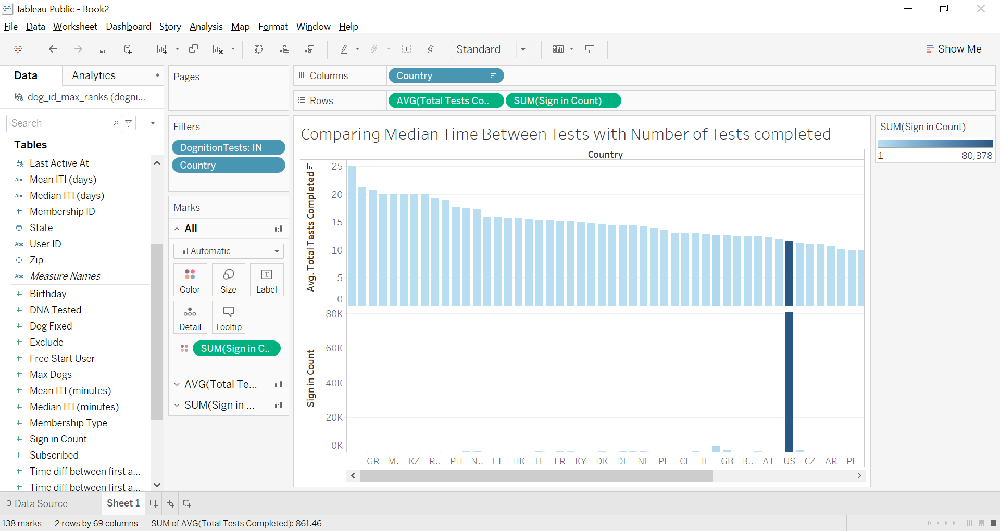 Tableau Public - Book2
File Data Worksheet Dashboard Story Analysis Map Format Window Help
Standard
Show Me
Data
Analytics
dog_id_max_ranks (dogni...
Search
Tables
Last Active At
Abc Mean ITI (days)
Abc Median ITI (days)
# Membership ID
State
Abc User ID
Zip
Abc Measure Names
# Birthday
# DNA Tested
# Dog Fixed
# Exclude
# Free Start User
# Max Dogs
# Mean ITI (minutes)
# Median ITI (minutes)
# Membership Type
# Sign in Count
# Subscribed
# Time diff between first a...
# Time diff between first a...
Pages
Filters
DognitionTests: IN
Country
Marks
All
Automatic
Color Size Label
Detail Tooltip
SUM(Sign in C..
AVG(Total Te...
SUM(Sign in ...
Columns
Country
Rows
AVG(Total Tests Co..
SUM(Sign in Count)
Comparing Median Time Between Tests with Number of Tests completed
Country
Avg. Total Tests Completed
25
20
15
10
5
0
Sign in Count
80K
60K
40K
20K
0K
GR M. KZ R.. PH N.. LT HK IT FR KY DK DE NL PE CL IE GB B.. AT US CZ AR PL
SUM(Sign in Count)
1 80,378
Data Source
Sheet 1
138 marks
2 rows by 69 columns
SUM of AVG(Total Tests Completed): 861.46